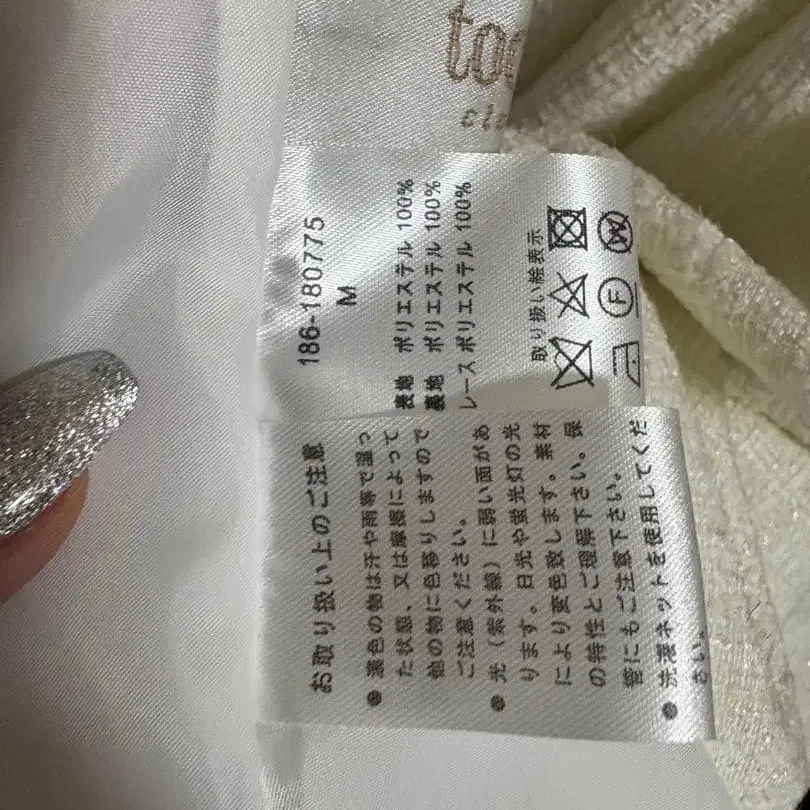 186-180775
M
表地 ポリエステル 100%
裏地 ポリエステル 100%
レース ポリエステル 100%
取り扱い絵表示
F
W
お取り扱い上のご注意
● 濃色の物は汗や雨等で湿っ
た状態、又は摩擦によって
他の物に色移りしますので
ご注意ください。
● 光（紫外線）に弱い面があ
ります。日光や蛍光灯の光
により変色致します。素材
の特性とご理解下さい。保
管にもご注意下さい。
● 洗濯ネットを使用してくだ
さい。